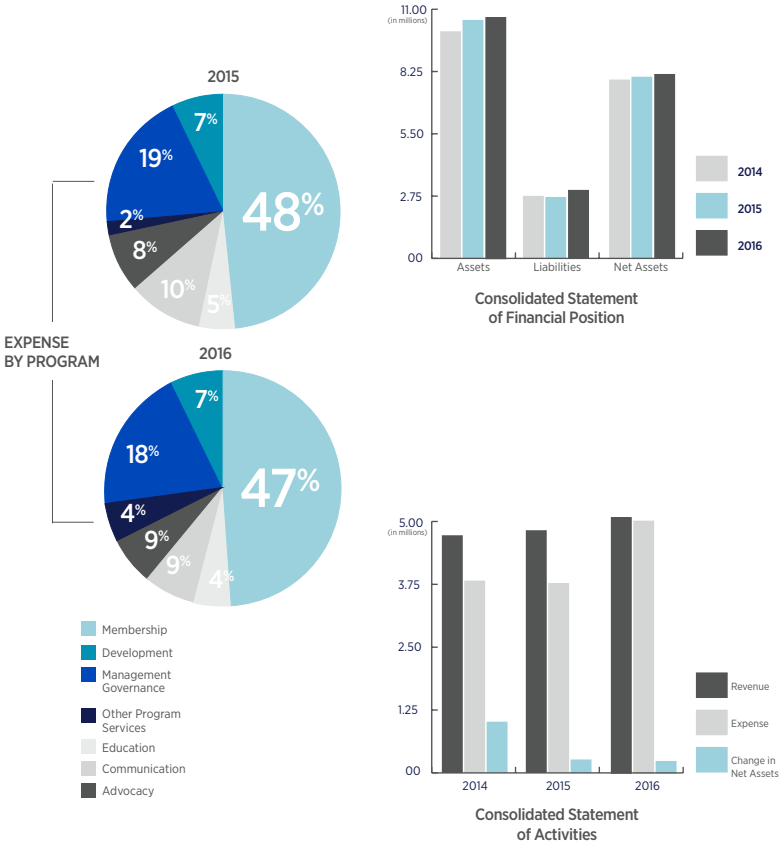 2015
7%
19%
48%
2%
8%
10%
5%
EXPENSE
BY PROGRAM
2016
7%
18%
47%
4%
9%
9%
4%
Membership
Development
Management
Governance
Other Program
Services
Education
Communication
Advocacy
11.00
(in millions)
8.25
5.50
2.75
00
Assets
Liabilities
Net Assets
2014
2015
2016
Consolidated Statement
of Financial Position
5.00
(in millions)
3.75
2.50
1.25
00
2014
2015
2016
Revenue
Expense
Change in
Net Assets
Consolidated Statement
of Activities